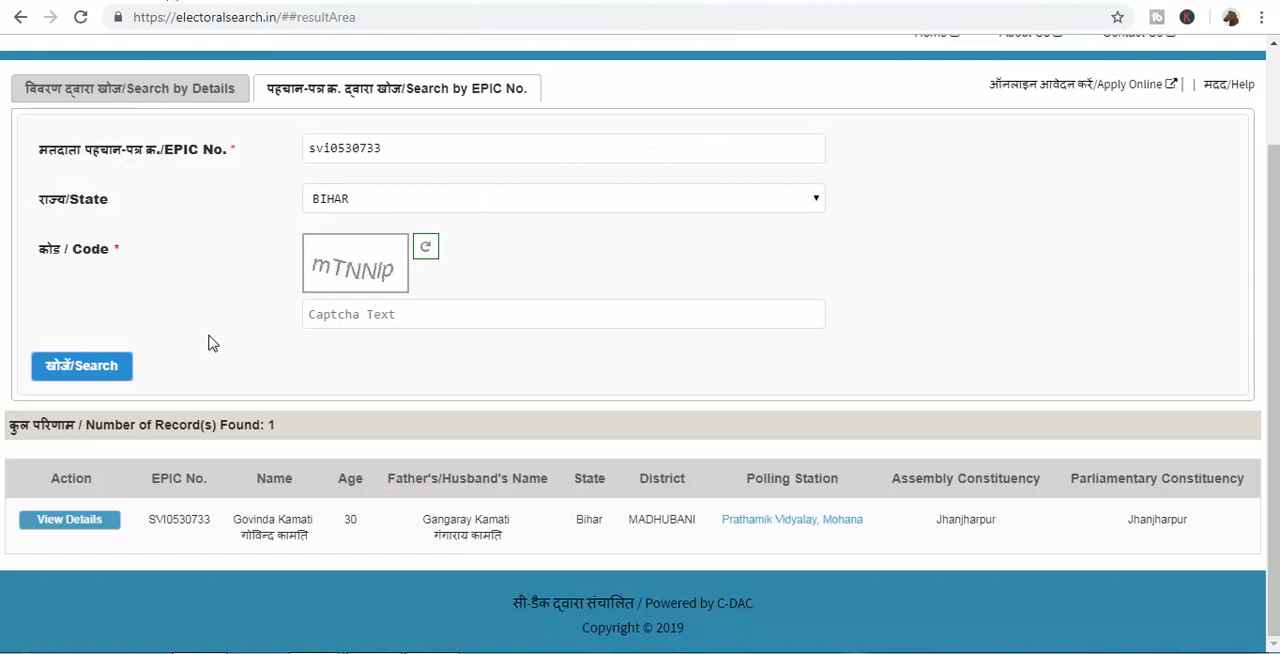 https://electoralsearch.in/##resultArea
विवरण द्वारा खोज/Search by Details
पहचान-पत्र क्र. द्वारा खोज/Search by EPIC No.
ऑनलाइन आवेदन करें/Apply Online | | मदद/Help
मतदाता पहचान-पत्र क्र./EPIC No. *
svi0530733
राज्य/State
BIHAR
कोड / Code *
mTNNlp
Captcha Text
खोजें/Search
कुल परिणाम / Number of Record(s) Found: 1
Action EPIC No. Name Age Father's/Husband's Name State District Polling Station Assembly Constituency Parliamentary Constituency
View Details SVI0530733 Govinda Kamati 30 Gangaray Kamati Bihar MADHUBANI Prathamik Vidyalay, Mohana Jhanjharpur Jhanjharpur
गोविन्द कामति गंगाराय कामति
सी-डैक द्वारा संचालित / Powered by C-DAC
Copyright © 2019